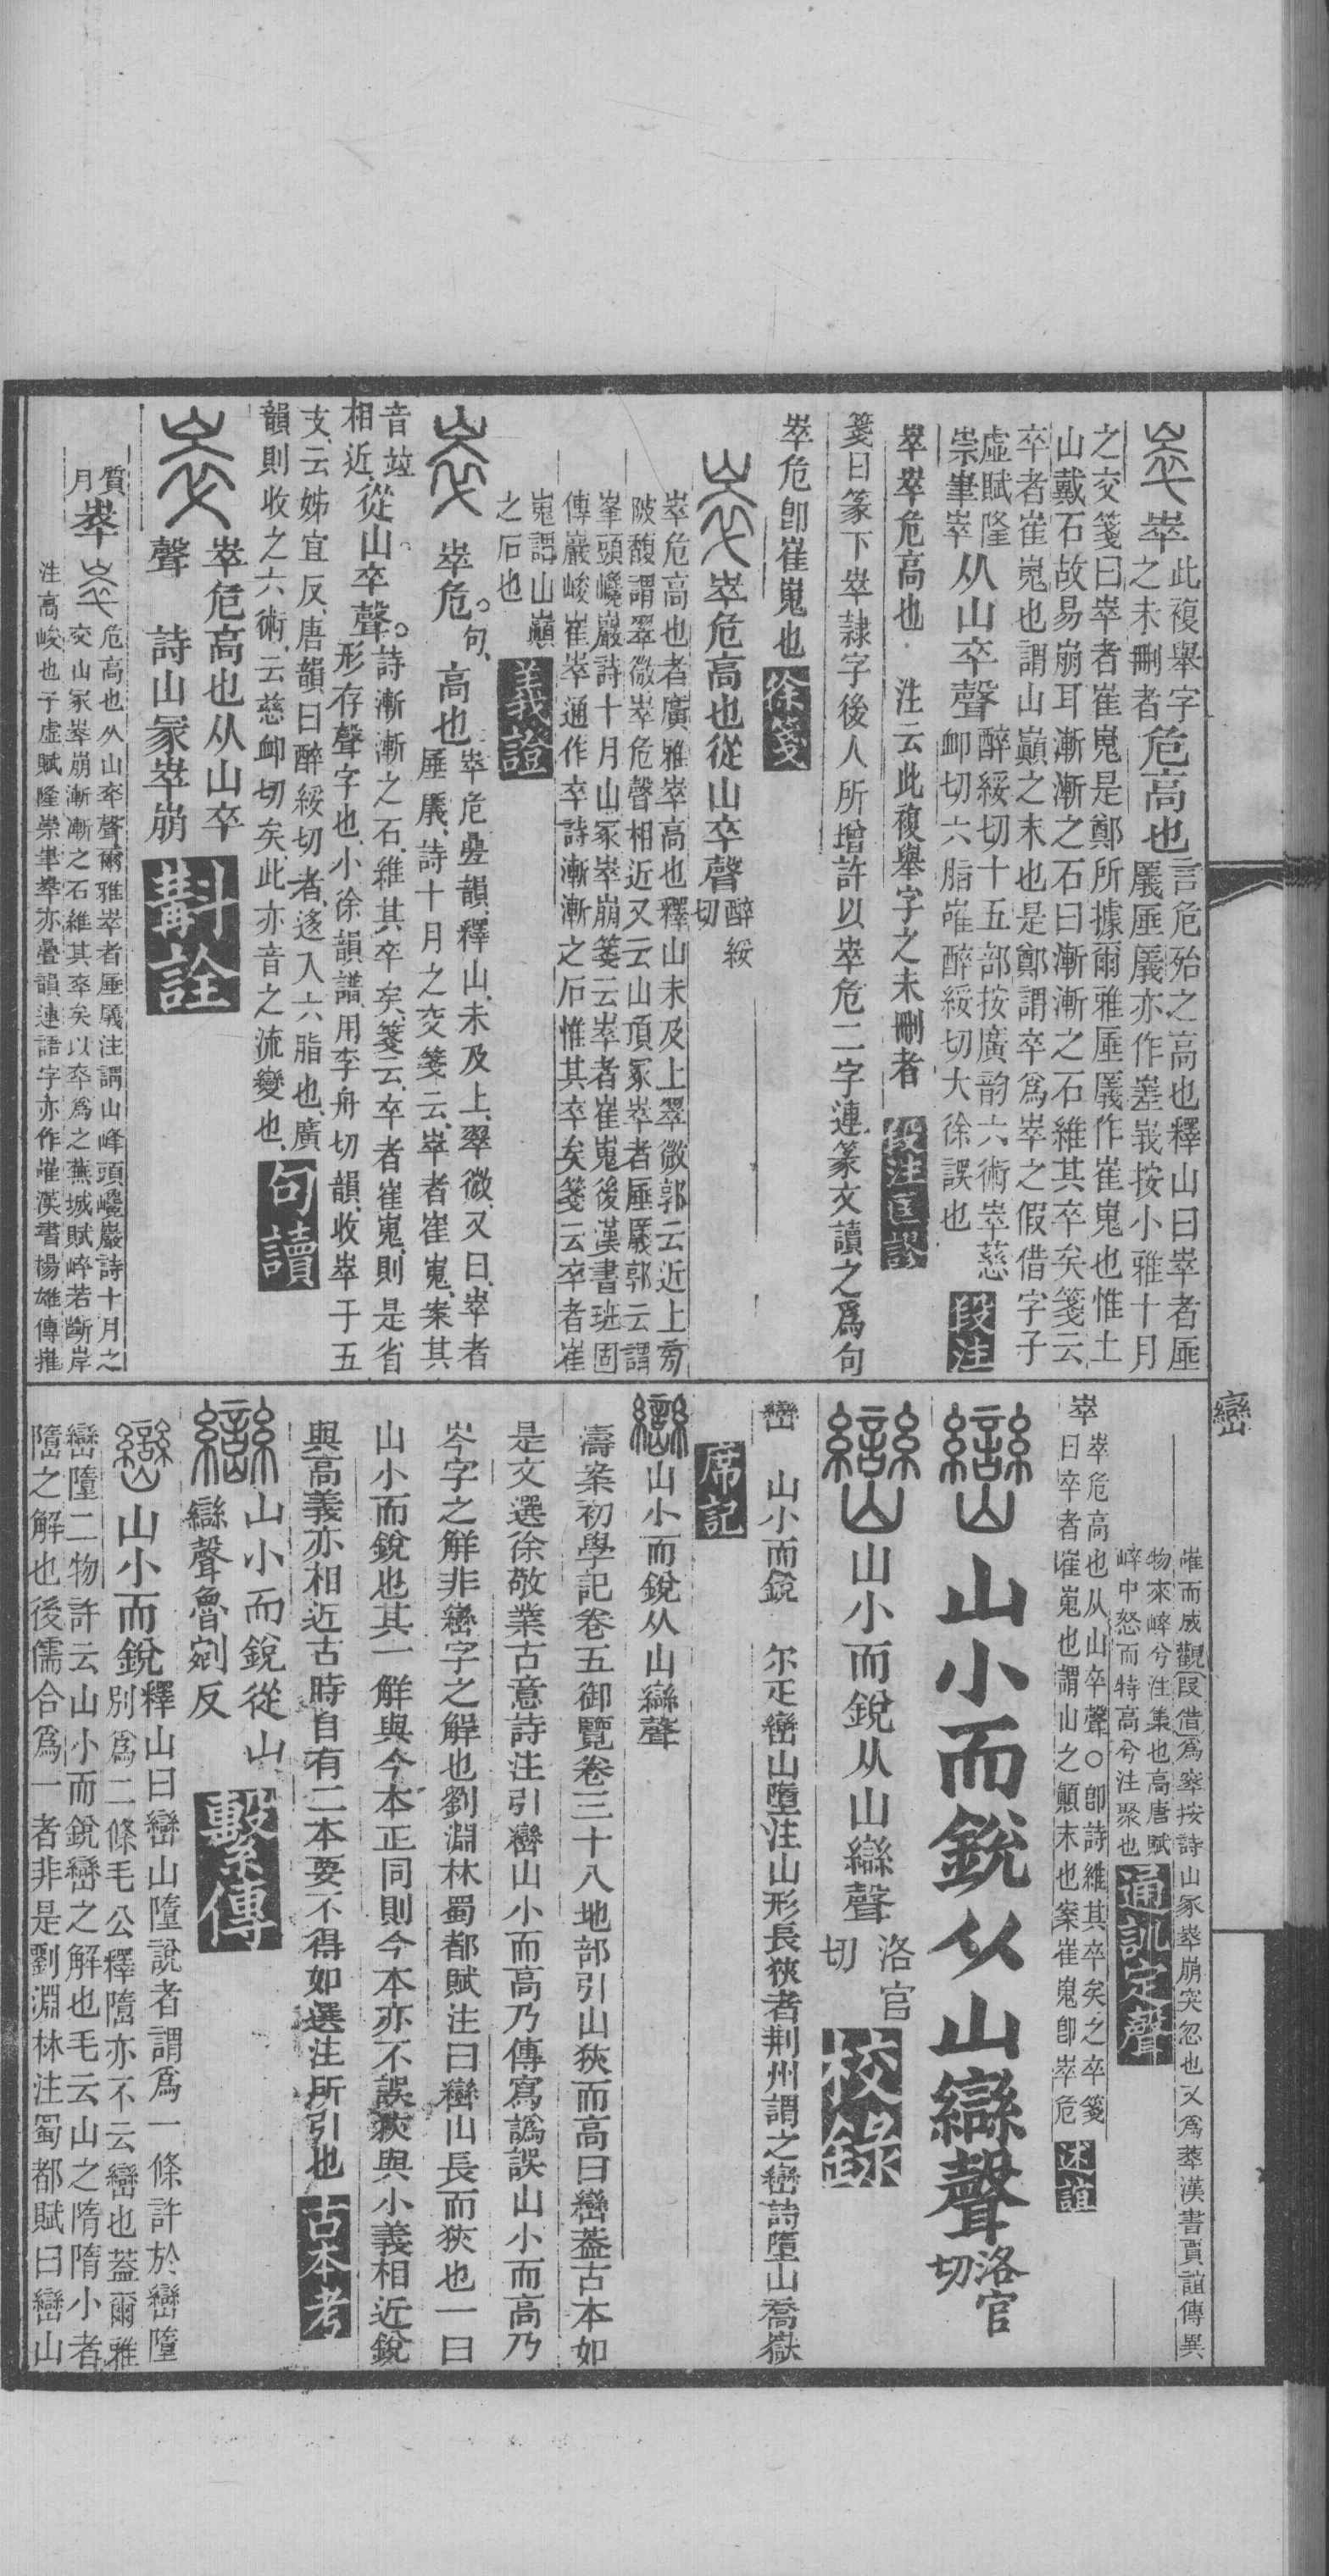 崒此複舉字之未刪者危高也言危殆之高也釋山曰崒者厜㕒厜㕒亦作嵳峩按小雅十月
之交箋曰崒者崔嵬是鄭所據爾雅厜㕒作崔嵬也惟土
山戴石故易崩耳漸漸之石曰漸漸之石維其卒矣箋云
卒者崔嵬也謂山巔之末也是鄭謂卒爲崒之假借字子
虛賦隆崇嵂崒从山卒聲醉綏切十五部按廣韵六術崒慈卹切六脂嶊醉綏切大徐誤也 段注
崒崒危高也 注云此複舉字之未刪者 段注匡謬
箋曰篆下崒隷字後人所增許以崒危二字連篆文讀之爲句
崒危卽崔嵬也 徐箋
崒危高也從山卒聲醉綏切
崒危高也者廣雅崒高也釋山未及上翠微郭云近上旁
陂馥謂翠微崒危聲相近又云山頂冢崒者厜㕒郭云謂
峯頭巉巖詩十月山冢崒崩箋云崒者崔嵬後漢書班固
傳巖峻崔崒通作卒詩漸漸之石惟其卒矣箋云卒者崔
嵬謂山巔之石也 義證
崒危。句、高也崒危疊韻、釋山、未及上、翠微、又曰、崒者厜㕒、詩十月之交箋云、崒者崔嵬、案其
音竝相近、從山。卒聲。詩漸漸之石、維其卒矣、箋云、卒者崔嵬、則是省形存聲字也、小徐韻譜、用李舟切韻、收崒于五
支、云姊宜反、唐韻曰醉綏切者、迻入六脂也、廣
韻則收之六術、云慈卹切矣、此亦音之流變也、 句讀
崒危高也从山卒聲 詩山冢崒崩 斠詮
質月崒危高也从山卒聲爾雅崒者厜㕒注謂山峰頭巉巖詩十月之
交山冢崒崩漸漸之石維其卒矣以卒爲之蕪城賦崪若斷岸
注高峻也子虛賦隆崇嵂崒亦疊韻連語字亦作嶊漢書揚雄傳嶊
巒
嶊而成觀叚借爲窣按詩山冢崒崩突忽也又爲萃漢書賈誼傳異
物來崪兮注集也高唐賦
崪中怒而特高兮注聚也 通訓定聲
崒崒危高也从山卒聲○卽詩維其卒矣之卒箋
曰卒者崔嵬也謂山之顚末也案崔嵬卽崒危 述誼
山小而銳从山䜌聲洛官切
山小而銳从山䜌聲洛官切 校錄
巒 山小而銳 尔疋巒山墮注山形長狹者荆州謂之巒詩墮山喬嶽
席記
山小而銳从山䜌聲
濤案初學記卷五御覽卷三十八地部引山狹而高曰巒葢古本如
是文選徐敬業古意詩注引巒山小而高乃傳寫譌誤山小而高乃
岑字之解非巒字之解也劉淵林蜀都賦注曰巒山長而狹也一曰
山小而銳也其一解與今本正同則今本亦不誤狹與小義相近銳
與高義亦相近古時自有二本要不得如選注所引也 古本考
山小而銳從山䜌聲魯剜反 繫傳
山小而銳釋山曰巒山墮說者謂爲一條許於巒墮
別爲二條毛公釋隋亦不云巒也葢爾雅
巒墮二物許云山小而銳巒之解也毛云山之隋隋小者
隋之解也後儒合爲一者非是劉淵林注蜀都賦曰巒山